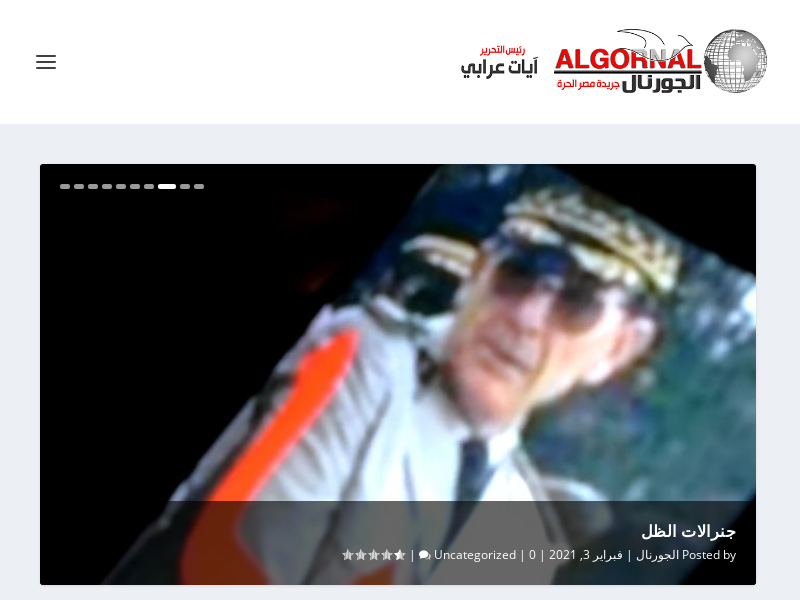 ALGORNAL
الجورنال جريدة مصر الحرة
رئيس التحرير
آيات عرابي
جنرالات الظل
Posted by الجورنال | فبراير 3, 2021 | Uncategorized | 0 |